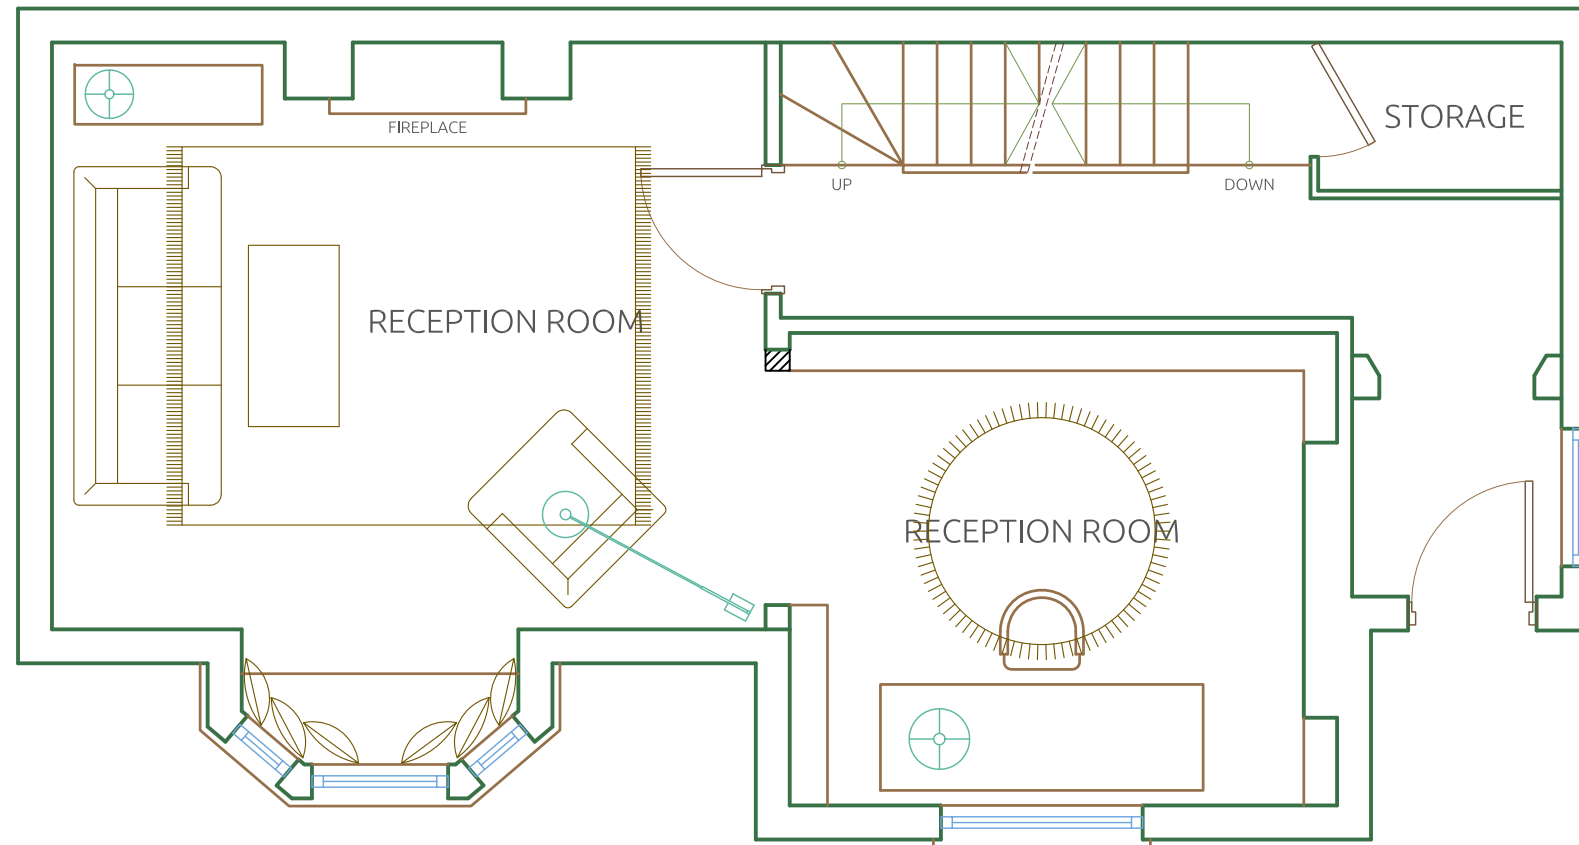 STORAGE
FIREPLACE
UP
DOWN
RECEPTION ROOM
RECEPTION ROOM